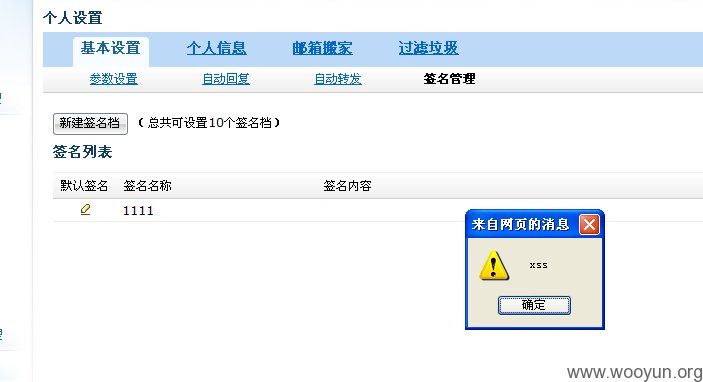 个人设置
基本设置 个人信息 邮箱搬家 过滤垃圾
参数设置 自动回复 自动转发 签名管理
新建签名档 （总共可设置10个签名档）
签名列表
默认签名 签名名称 签名内容
1111
来自网页的消息
xss
确定
www.wooyun.org